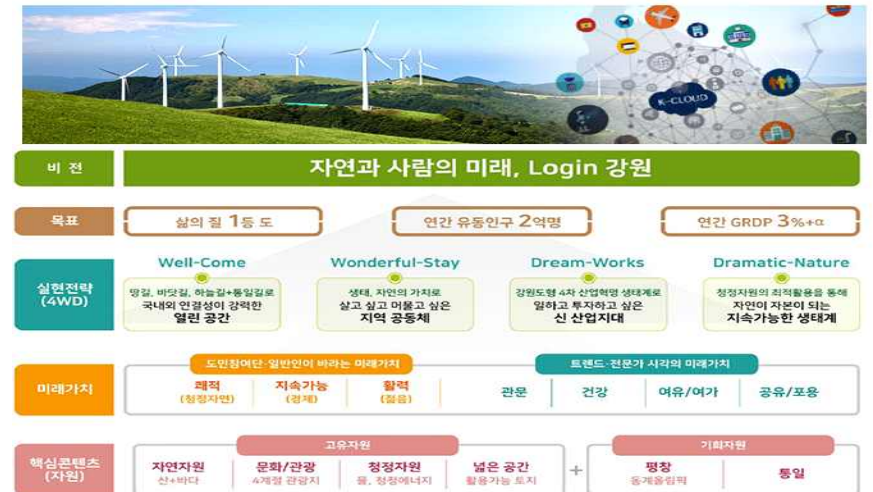 K-CLOUD
비 전
자연과 사람의 미래, Login 강원
목표
삶의 질 1등 도
연간 유동인구 2억명
연간 GRDP 3%+α
실현전략
(4WD)
Well-Come
땅길, 바닷길, 하늘길+통일길로
국내외 연결성이 강력한
열린 공간
Wonderful-Stay
생태, 자연의 가치로
살고 싶고 머물고 싶은
지역 공동체
Dream-Works
강원도형 4차 산업혁명 생태계로
일하고 투자하고 싶은
신 산업지대
Dramatic-Nature
청정자원의 최적활용을 통해
자연이 자본이 되는
지속가능한 생태계
미래가치
도민참여단·일반인이 바라는 미래가치
쾌적
(청정자연)
지속가능
(경제)
활력
(젊음)
트렌드·전문가 시각의 미래가치
관문
건강
여유/여가
공유/포용
핵심콘텐츠
(자원)
고유자원
자연자원
산+바다
문화/관광
4계절 관광지
청정자원
물, 청정에너지
넓은 공간
활용가능 토지
+
기회자원
평창
동계올림픽
통일